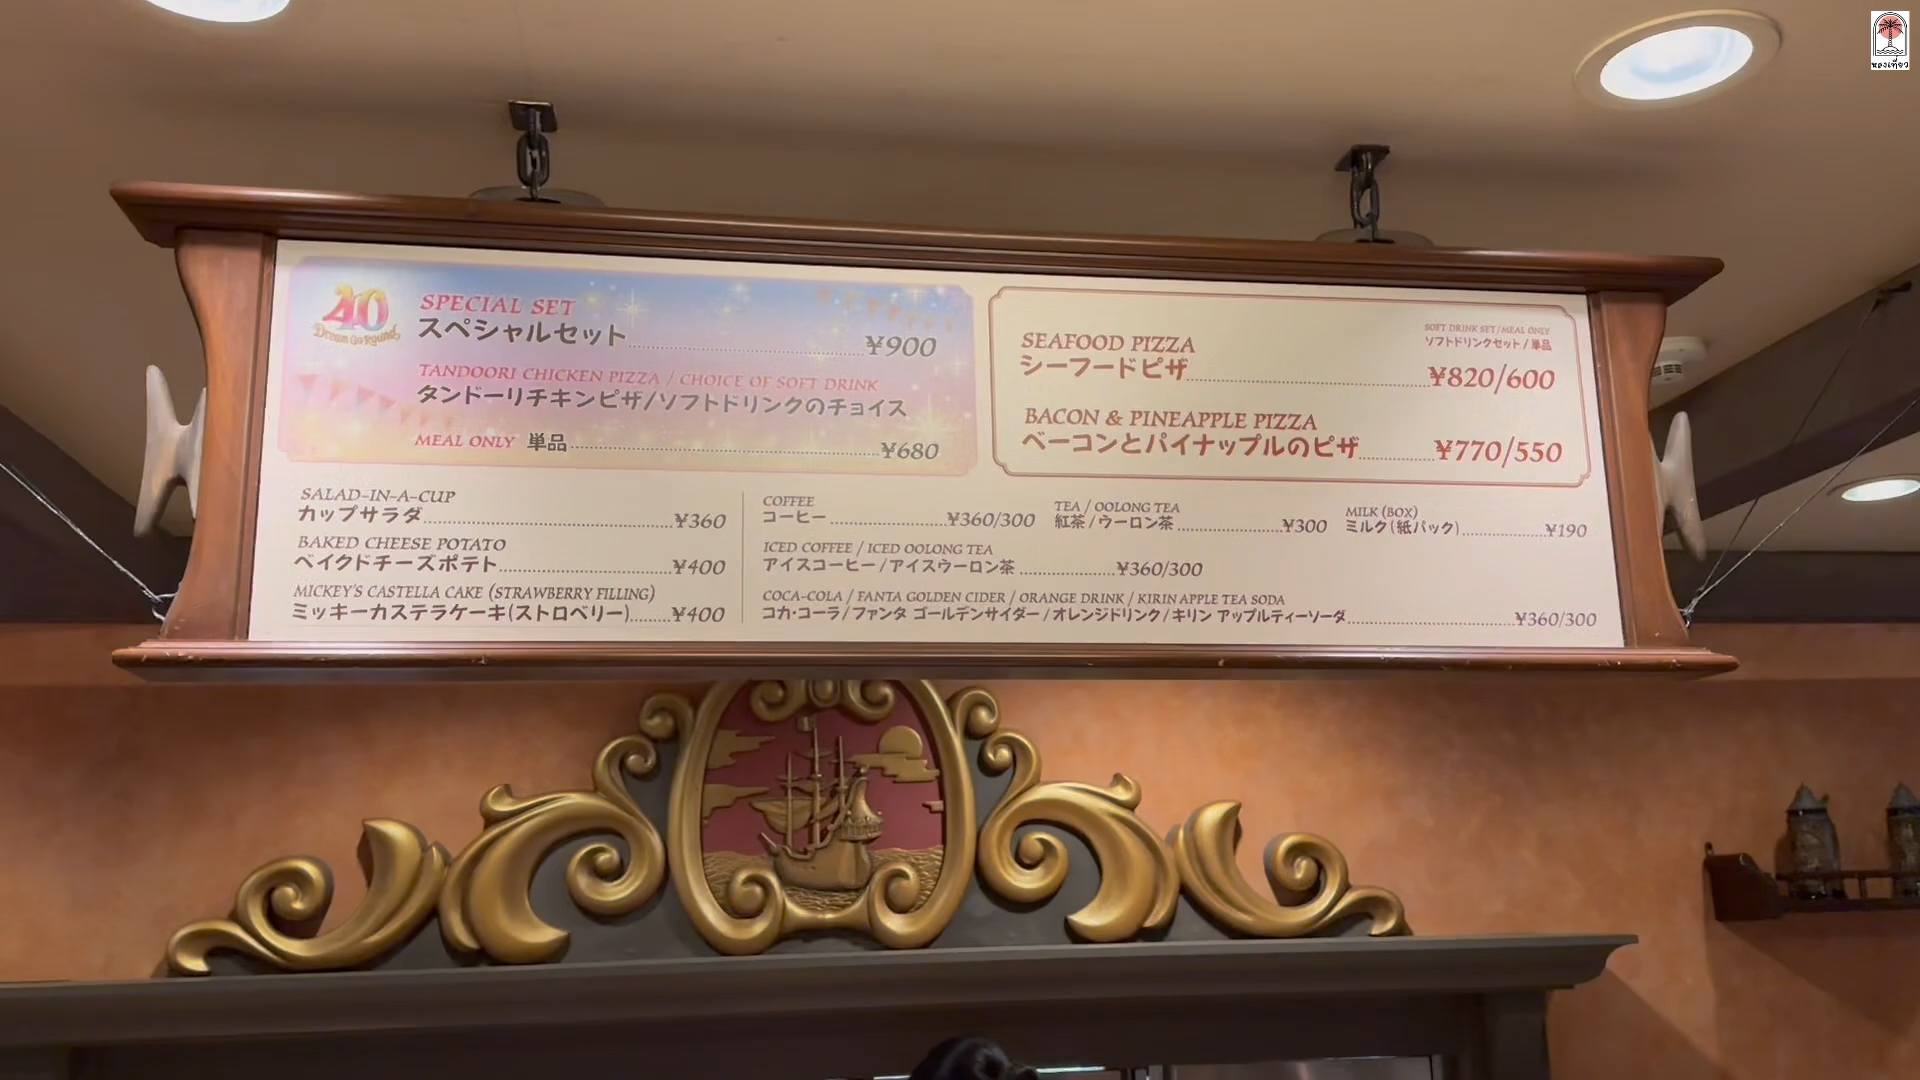 40
Dream Go Round
SPECIAL SET
スペシャルセット ¥900
TANDOORI CHICKEN PIZZA / CHOICE OF SOFT DRINK
タンドーリチキンピザ/ソフトドリンクのチョイス
MEAL ONLY 単品 ¥680
SOFT DRINK SET / MEAL ONLY
ソフトドリンクセット / 単品
SEAFOOD PIZZA
シーフードピザ ¥820/600
BACON & PINEAPPLE PIZZA
ベーコンとパイナップルのピザ ¥770/550
SALAD-IN-A-CUP
カップサラダ ¥360
BAKED CHEESE POTATO
ベイクドチーズポテト ¥400
MICKEY'S CASTELLA CAKE (STRAWBERRY FILLING)
ミッキーカステラケーキ(ストロベリー) ¥400
COFFEE
コーヒー ¥360/300
TEA / OOLONG TEA
紅茶 / ウーロン茶 ¥300
MILK (BOX)
ミルク(紙パック) ¥190
ICED COFFEE / ICED OOLONG TEA
アイスコーヒー / アイスウーロン茶 ¥360/300
COCA-COLA / FANTA GOLDEN CIDER / ORANGE DRINK / KIRIN APPLE TEA SODA
コカ・コーラ / ファンタ ゴールデンサイダー / オレンジドリンク / キリン アップルティーソーダ ¥360/300
หลงเที่ยว